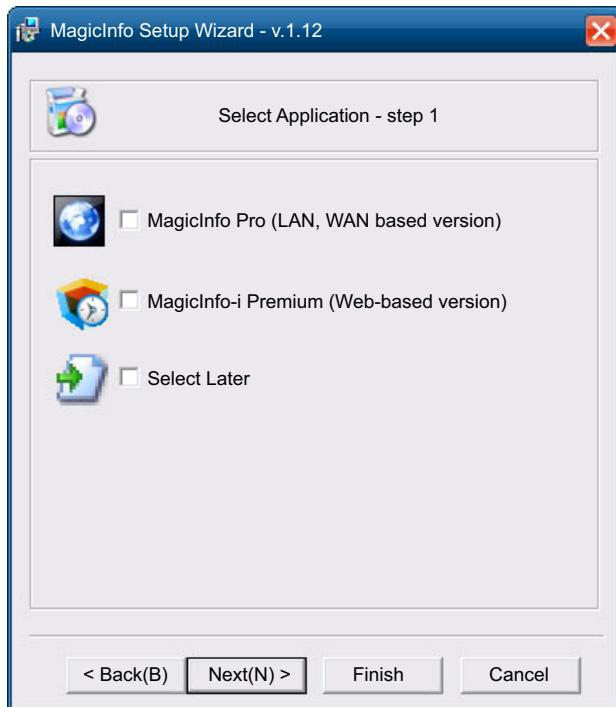 MagicInfo Setup Wizard - v.1.12
Select Application - step 1
MagicInfo Pro (LAN, WAN based version)
MagicInfo-i Premium (Web-based version)
Select Later
< Back(B) Next(N) > Finish Cancel